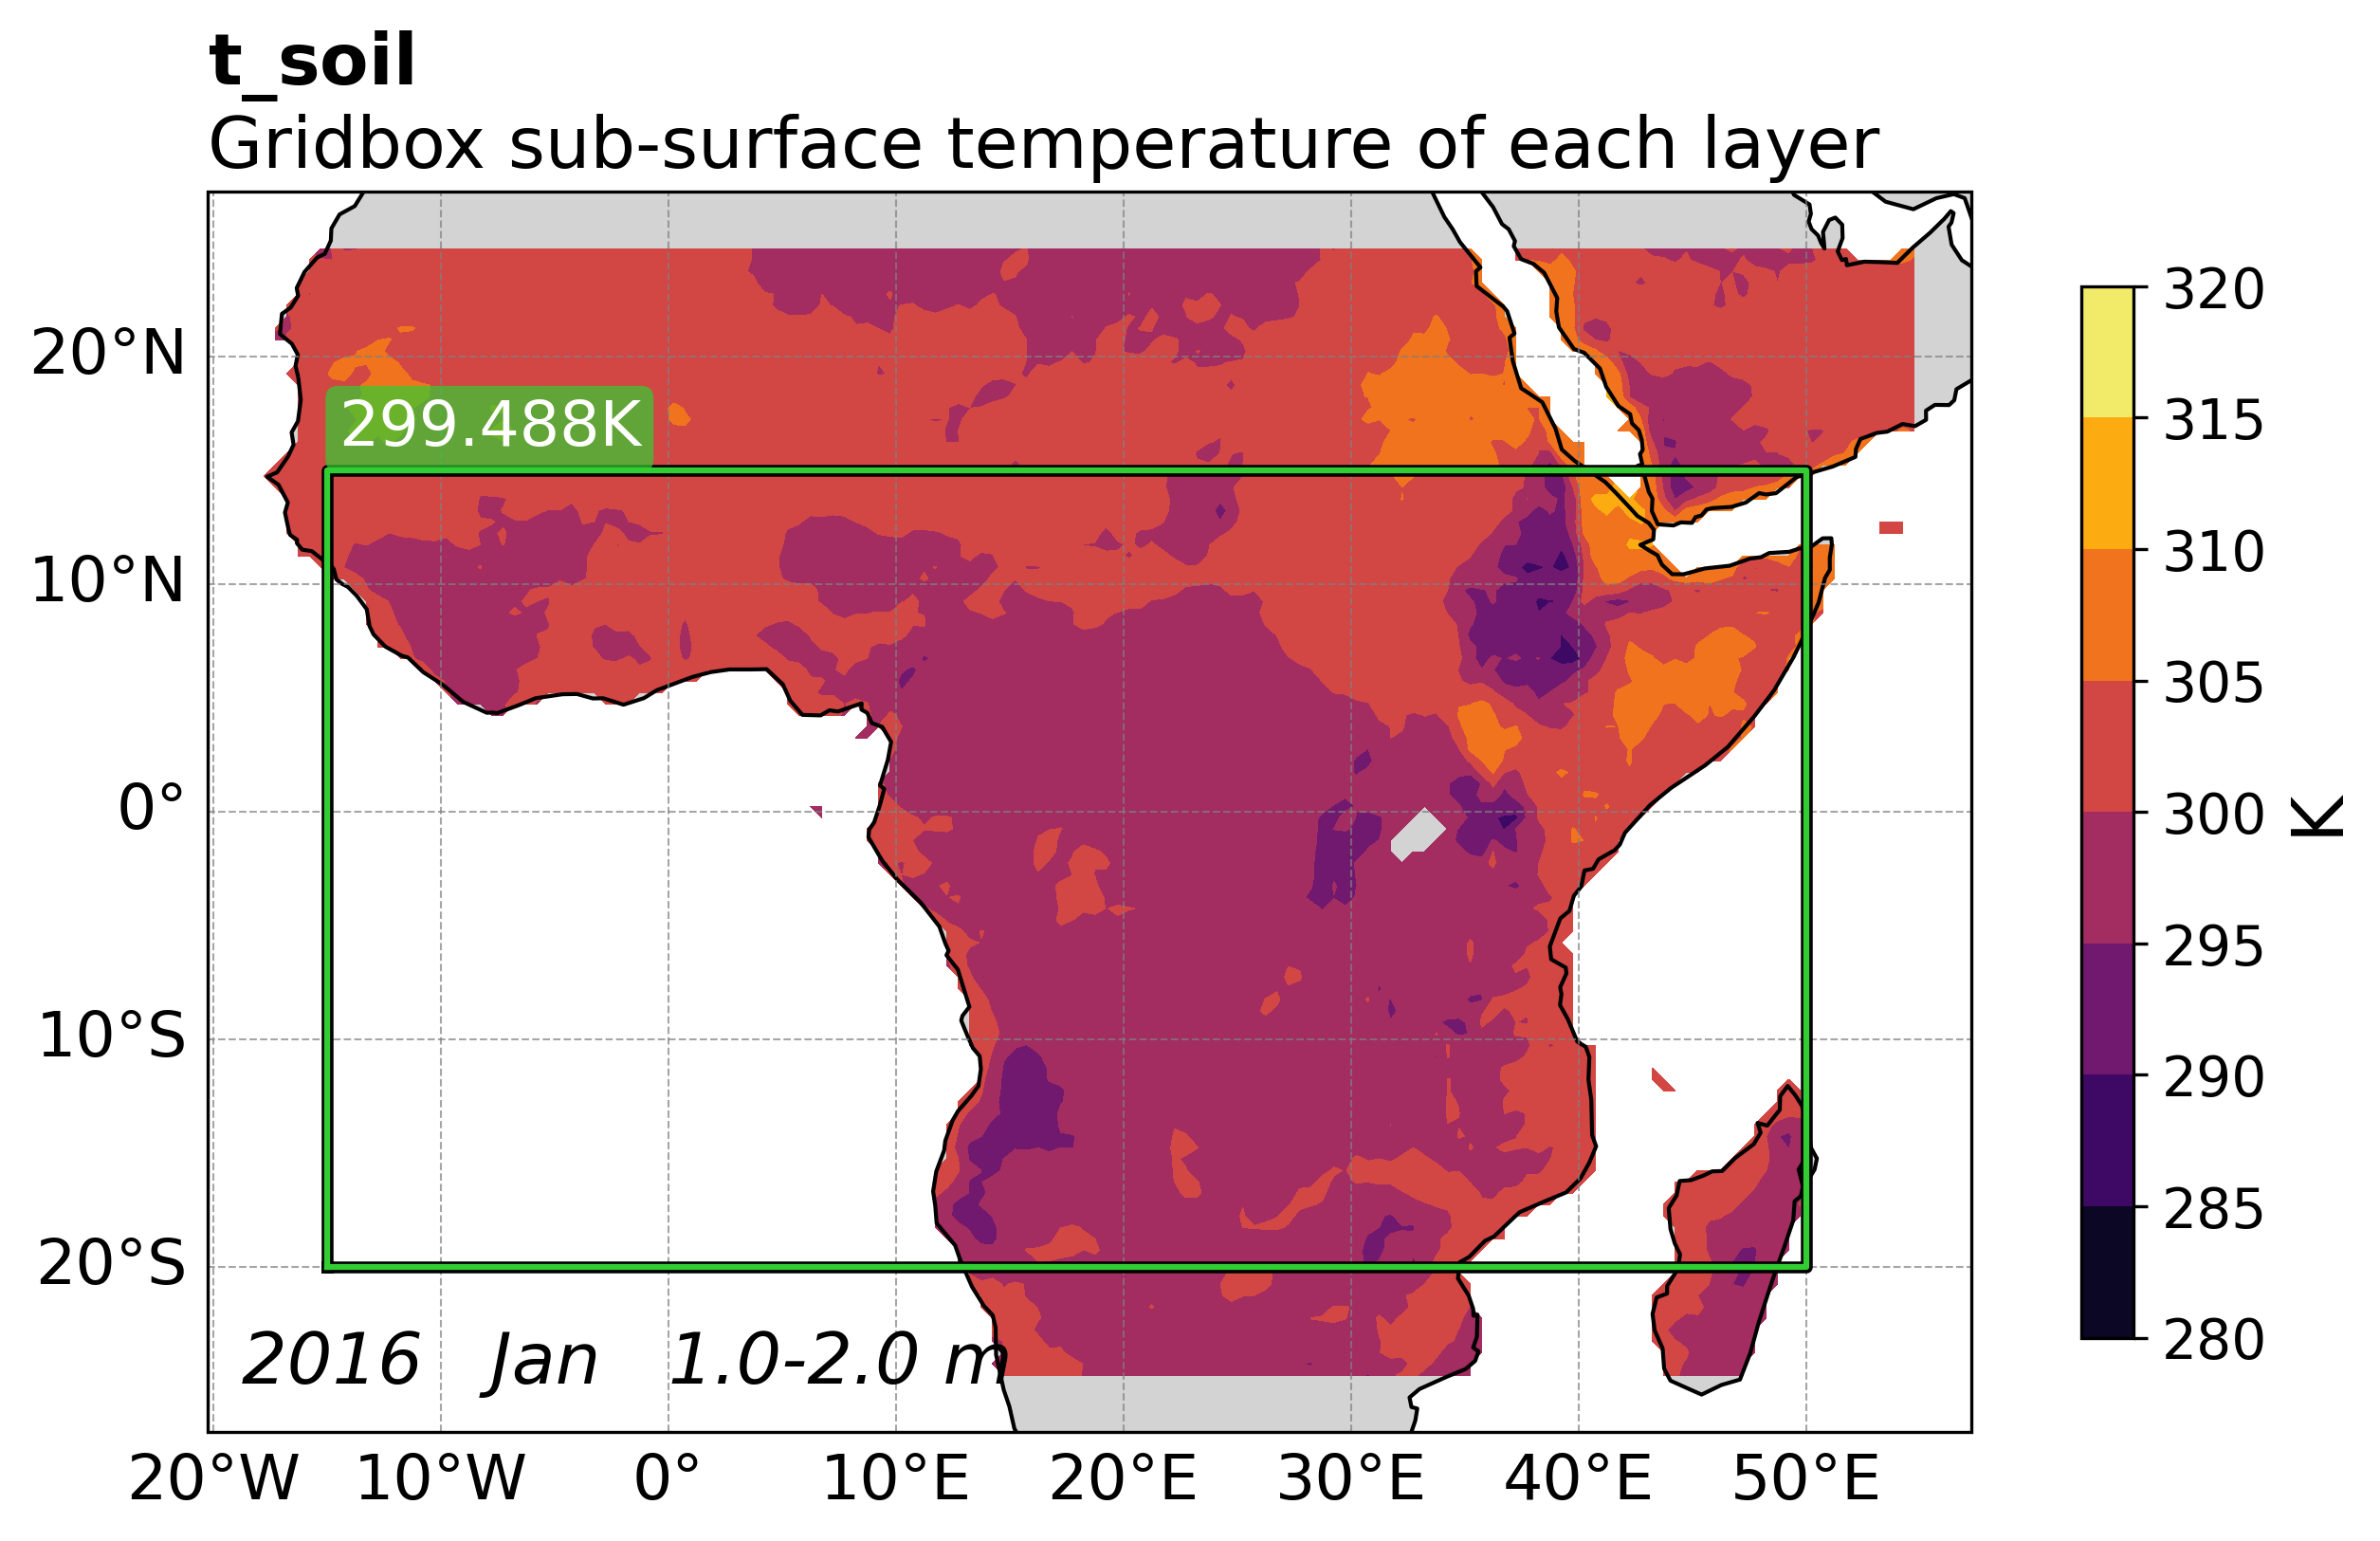 t_soil
Gridbox sub-surface temperature of each layer
320
20°N
315
299.488K
310
10°N
305
0°
300
K
295
10°S
290
285
20°S
280
2016 Jan 1.0-2.0 m
20°W 10°W 0° 10°E 20°E 30°E 40°E 50°E